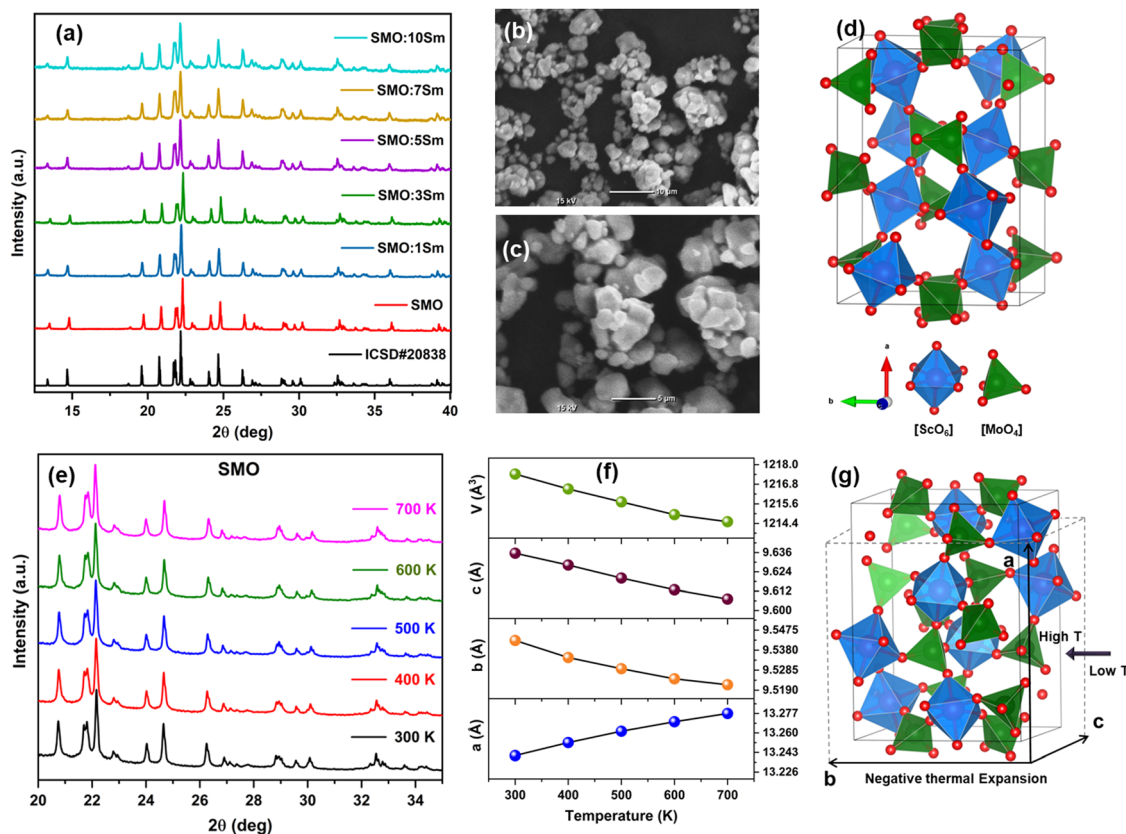 (a)
SMO:10Sm
SMO:7Sm
SMO:5Sm
SMO:3Sm
SMO:1Sm
SMO
ICSD#20838
Intensity (a.u.)
15 20 25 30 35 40
2θ (deg)
(b)
15 kV 10 µm
(c)
15 kV 5 µm
(d)
a
b
[ScO₆] [MoO₄]
(e)
SMO
700 K
600 K
500 K
400 K
300 K
Intensity (a.u.)
20 22 24 26 28 30 32 34
2θ (deg)
(f)
V (Å³)
1218.0
1216.8
1215.6
1214.4
c (Å)
9.636
9.624
9.612
9.600
b (Å)
9.5475
9.5380
9.5285
9.5190
a (Å)
13.277
13.260
13.243
13.226
300 400 500 600 700
Temperature (K)
(g)
a
High T
Low T
c
b
Negative thermal Expansion